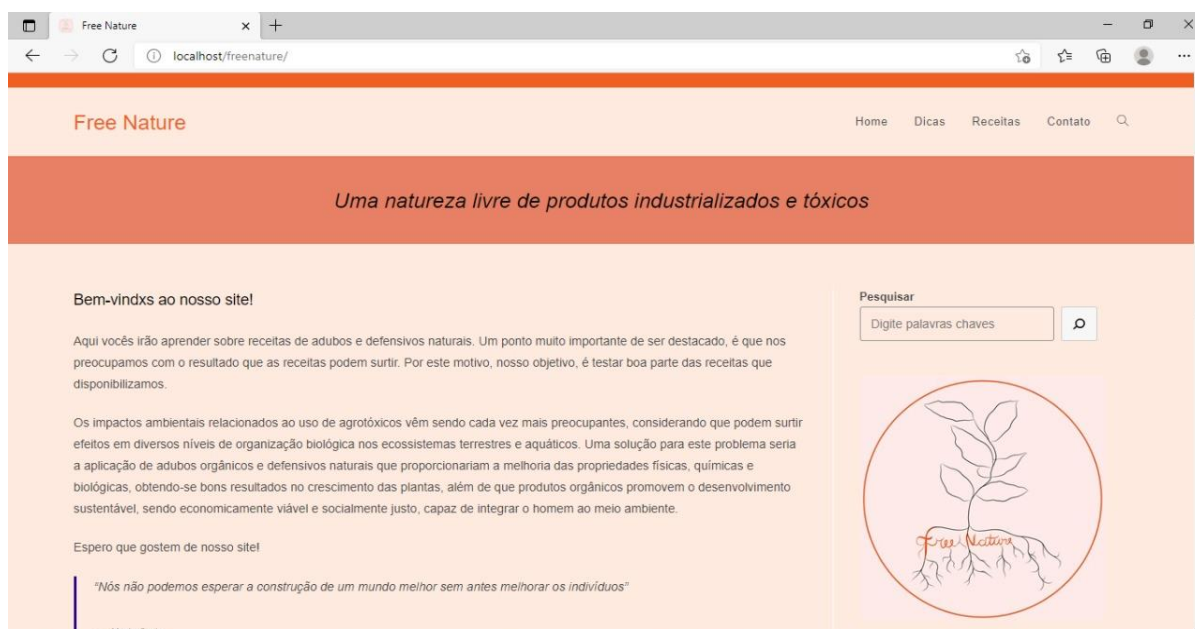 Free Nature
localhost/freenature/
Free Nature
Home Dicas Receitas Contato
Uma natureza livre de produtos industrializados e tóxicos
Bem-vindxs ao nosso site!
Aqui vocês irão aprender sobre receitas de adubos e defensivos naturais. Um ponto muito importante de ser destacado, é que nos
preocupamos com o resultado que as receitas podem surtir. Por este motivo, nosso objetivo, é testar boa parte das receitas que
disponibilizamos.
Os impactos ambientais relacionados ao uso de agrotóxicos vêm sendo cada vez mais preocupantes, considerando que podem surtir
efeitos em diversos níveis de organização biológica nos ecossistemas terrestres e aquáticos. Uma solução para este problema seria
a aplicação de adubos orgânicos e defensivos naturais que proporcionariam a melhoria das propriedades físicas, químicas e
biológicas, obtendo-se bons resultados no crescimento das plantas, além de que produtos orgânicos promovem o desenvolvimento
sustentável, sendo economicamente viável e socialmente justo, capaz de integrar o homem ao meio ambiente.
Espero que gostem de nosso site!
“Nós não podemos esperar a construção de um mundo melhor sem antes melhorar os indivíduos”
Pesquisar
Digite palavras chaves
Free Nature